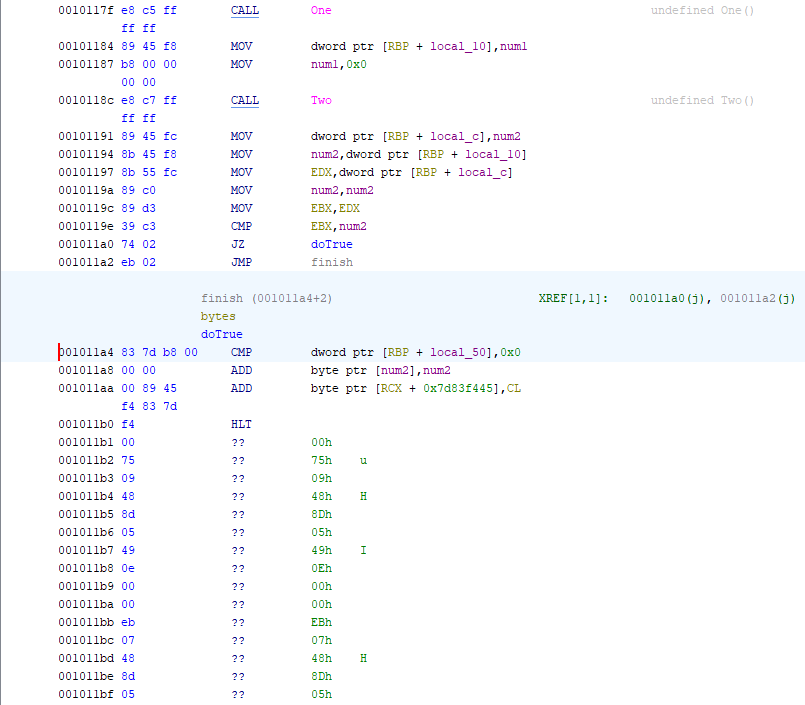 0010117f e8 c5 ff CALL One undefined One()
ff ff
00101184 89 45 f8 MOV dword ptr [RBP + local_10],num1
00101187 b8 00 00 MOV num1,0x0
00 00
0010118c e8 c7 ff CALL Two undefined Two()
ff ff
00101191 89 45 fc MOV dword ptr [RBP + local_c],num2
00101194 8b 45 f8 MOV num2,dword ptr [RBP + local_10]
00101197 8b 55 fc MOV EDX,dword ptr [RBP + local_c]
0010119a 89 c0 MOV num2,num2
0010119c 89 d3 MOV EBX,EDX
0010119e 39 c3 CMP EBX,num2
001011a0 74 02 JZ doTrue
001011a2 eb 02 JMP finish
finish (001011a4+2) XREF[1,1]: 001011a0(j), 001011a2(j)
bytes
doTrue
001011a4 83 7d b8 00 CMP dword ptr [RBP + local_50],0x0
001011a8 00 00 ADD byte ptr [num2],num2
001011aa 00 89 45 ADD byte ptr [RCX + 0x7d83f445],CL
f4 83 7d
001011b0 f4 HLT
001011b1 00 ?? 00h
001011b2 75 ?? 75h u
001011b3 09 ?? 09h
001011b4 48 ?? 48h H
001011b5 8d ?? 8Dh
001011b6 05 ?? 05h
001011b7 49 ?? 49h I
001011b8 0e ?? 0Eh
001011b9 00 ?? 00h
001011ba 00 ?? 00h
001011bb eb ?? EBh
001011bc 07 ?? 07h
001011bd 48 ?? 48h H
001011be 8d ?? 8Dh
001011bf 05 ?? 05h